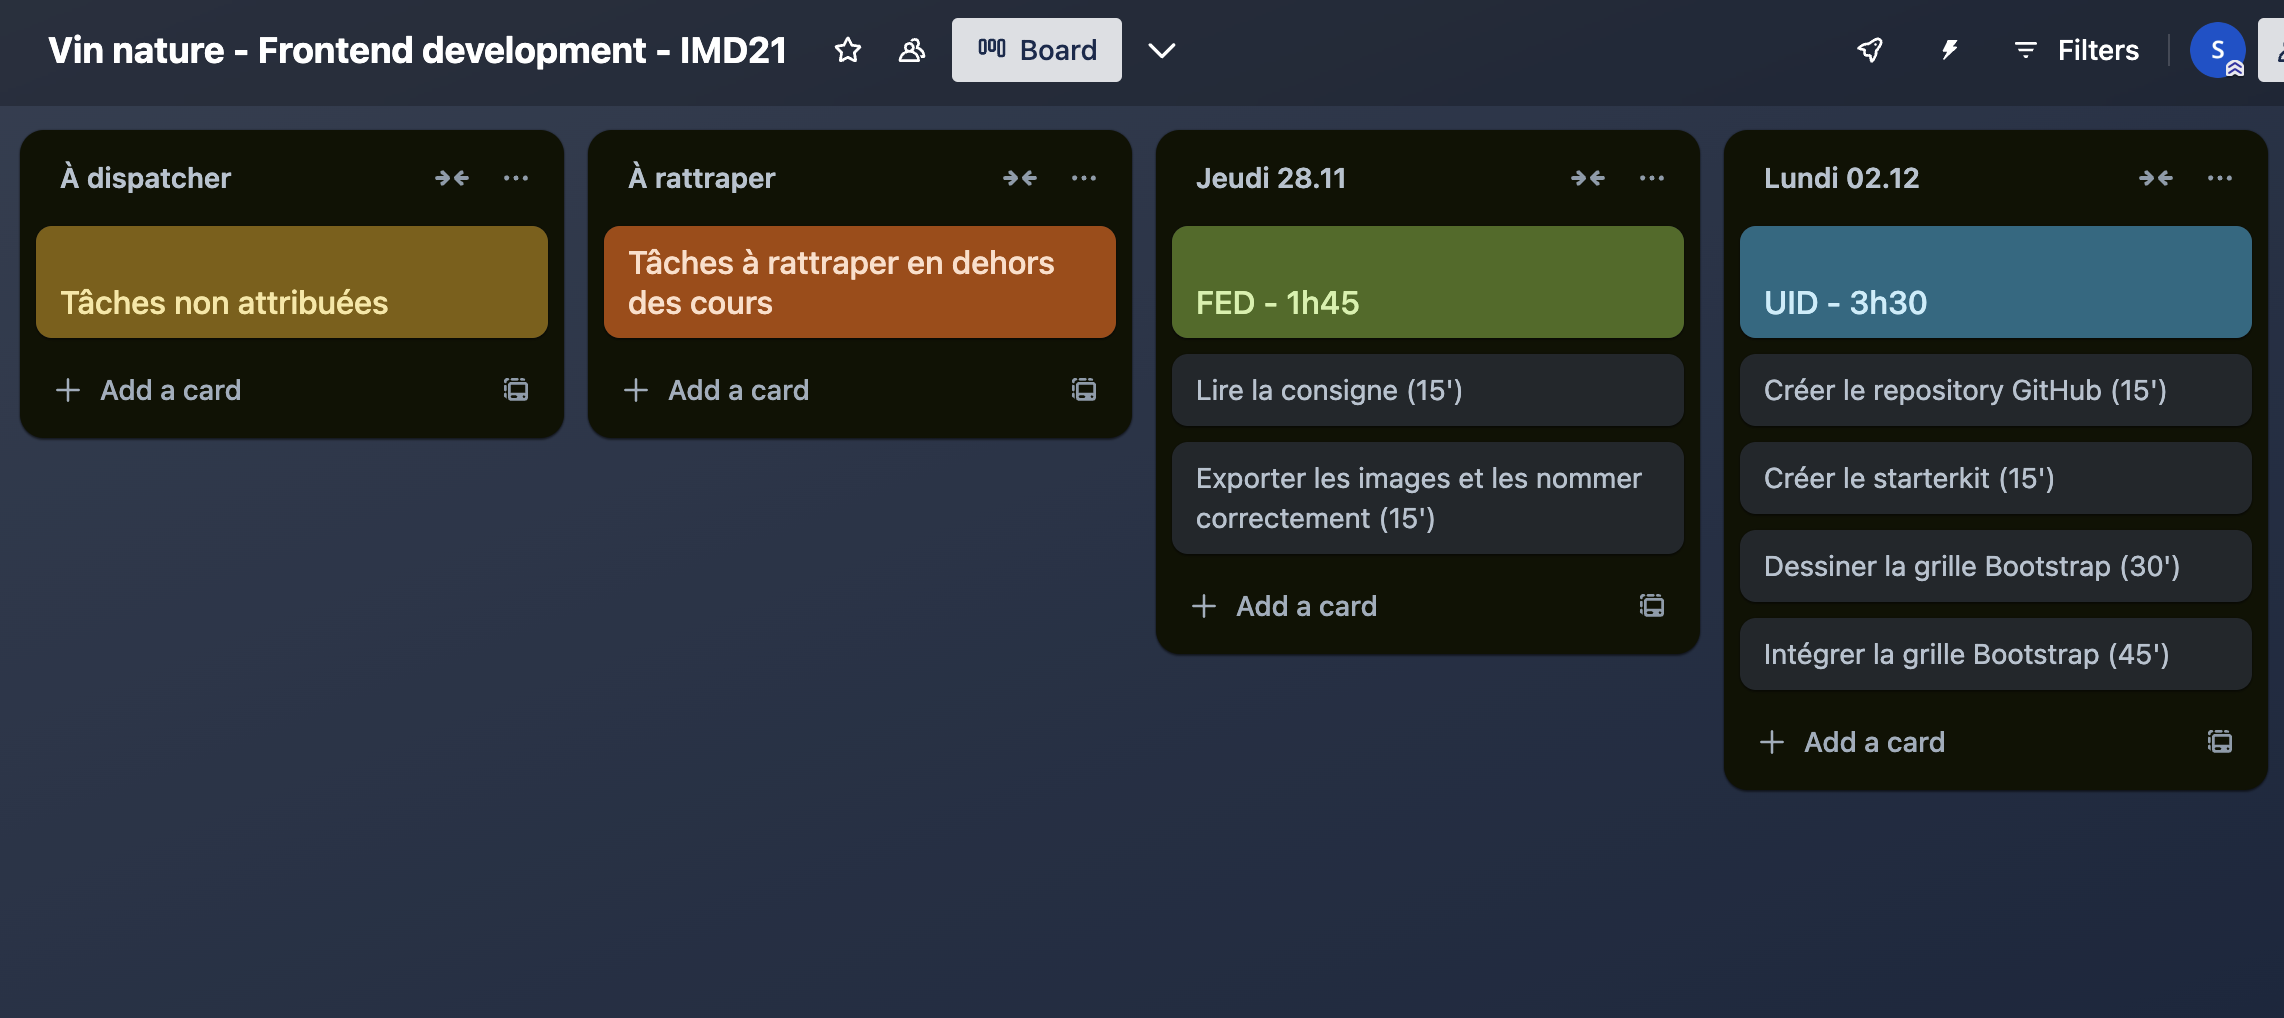 Vin nature - Frontend development - IMD21
Board
Filters
S
À dispatcher
Tâches non attribuées
Add a card
À rattraper
Tâches à rattraper en dehors
des cours
Add a card
Jeudi 28.11
FED - 1h45
Lire la consigne (15')
Exporter les images et les nommer
correctement (15')
Add a card
Lundi 02.12
UID - 3h30
Créer le repository GitHub (15')
Créer le starterkit (15')
Dessiner la grille Bootstrap (30')
Intégrer la grille Bootstrap (45')
Add a card